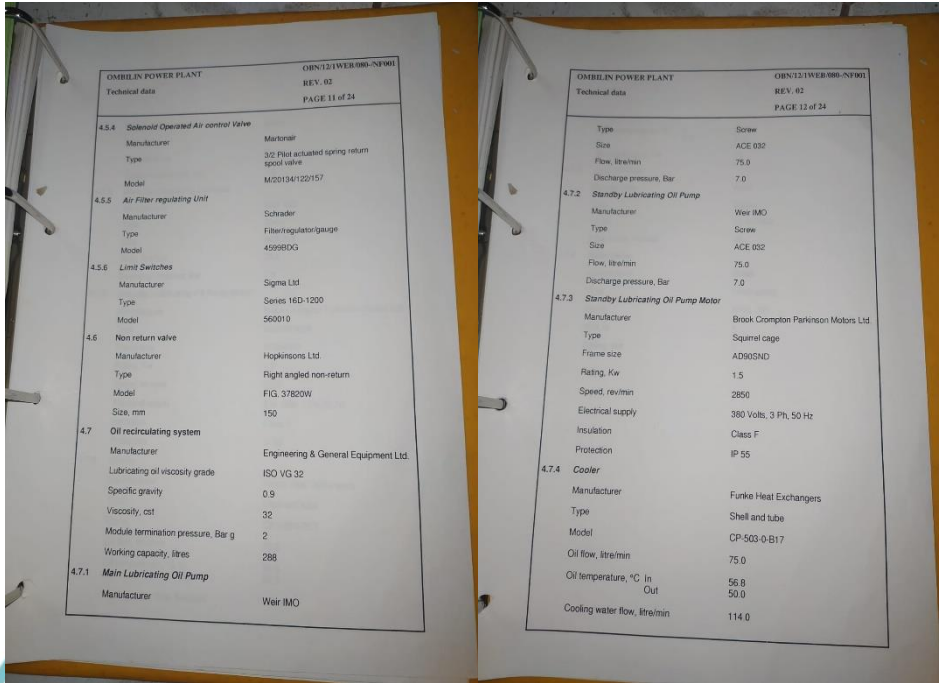 OMBILIN POWER PLANT OBN/12/1WEB/080-/NF001
Technical data REV. 02
PAGE 11 of 24
4.5.4 Solenoid Operated Air control Valve
Manufacturer Martonair
Type 3/2 Pilot actuated spring return
spool valve
Model M/20134/122/157
4.5.5 Air Filter regulating Unit
Manufacturer Schrader
Type Filter/regulator/gauge
Model 4599BDG
4.5.6 Limit Switches
Manufacturer Sigma Ltd
Type Series 16D-1200
Model 560010
4.6 Non return valve
Manufacturer Hopkinsons Ltd.
Type Right angled non-return
Model FIG. 37820W
Size, mm 150
4.7 Oil recirculating system
Manufacturer Engineering & General Equipment Ltd.
Lubricating oil viscosity grade ISO VG 32
Specific gravity 0.9
Viscosity, cst 32
Module termination pressure, Bar g 2
Working capacity, litres 288
4.7.1 Main Lubricating Oil Pump
Manufacturer Weir IMO
OMBILIN POWER PLANT OBN/12/1WEB/080-/NF001
Technical data REV. 02
PAGE 12 of 24
Type Screw
Size ACE 032
Flow, litre/min 75.0
Discharge pressure, Bar 7.0
4.7.2 Standby Lubricating Oil Pump
Manufacturer Weir IMO
Type Screw
Size ACE 032
Flow, litre/min 75.0
Discharge pressure, Bar 7.0
4.7.3 Standby Lubricating Oil Pump Motor
Manufacturer Brook Crompton Parkinson Motors Ltd.
Type Squirrel cage
Frame size AD90SND
Rating, Kw 1.5
Speed, rev/min 2850
Electrical supply 380 Volts, 3 Ph, 50 Hz
Insulation Class F
Protection IP 55
4.7.4 Cooler
Manufacturer Funke Heat Exchangers
Type Shell and tube
Model CP-503-0-B17
Oil flow, litre/min 75.0
Oil temperature, °C In 56.8
Out 50.0
Cooling water flow, litre/min 114.0